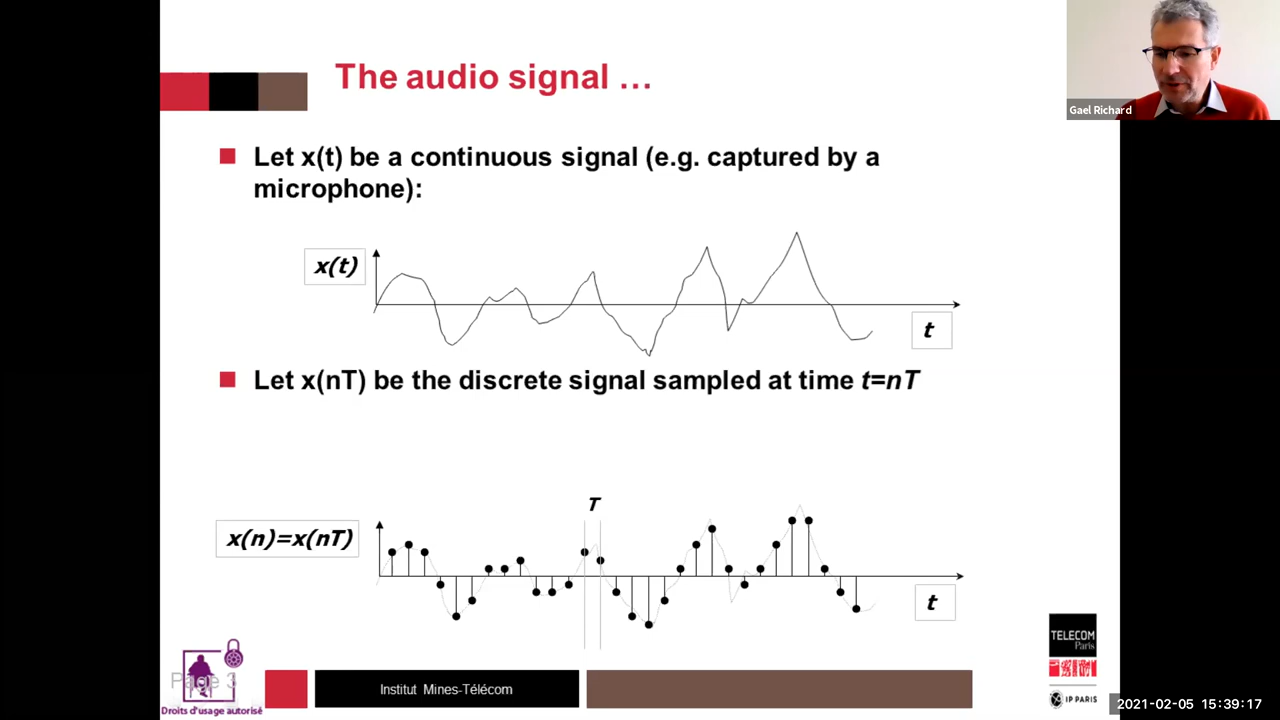 The audio signal …
Gael Richard
Let x(t) be a continuous signal (e.g. captured by a
microphone):
x(t)
t
Let x(nT) be the discrete signal sampled at time t=nT
T
x(n)=x(nT)
t
Page 3
Droits d'usage autorisé
Institut Mines-Télécom
TELECOM
Paris
IP PARIS
2021-02-05 15:39:17